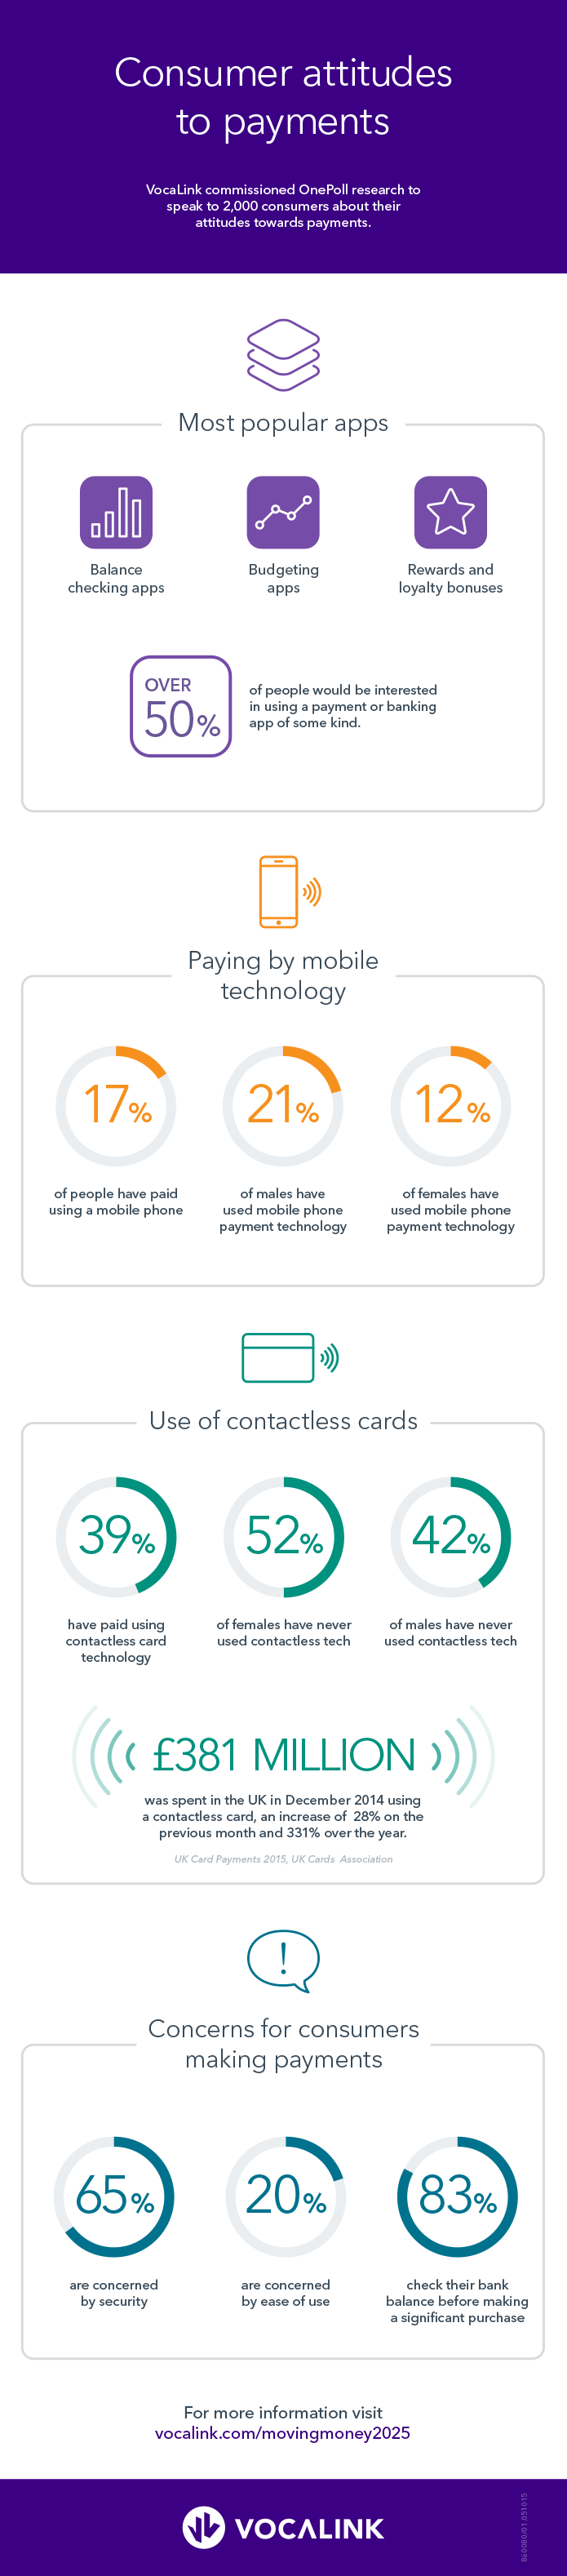 Consumer attitudes
to payments
VocaLink commissioned OnePoll research to
speak to 2,000 consumers about their
attitudes towards payments.
Most popular apps
Balance
checking apps
Budgeting
apps
Rewards and
loyalty bonuses
OVER
50%
of people would be interested
in using a payment or banking
app of some kind.
Paying by mobile
technology
17%
of people have paid
using a mobile phone
21%
of males have
used mobile phone
payment technology
12%
of females have
used mobile phone
payment technology
Use of contactless cards
39%
have paid using
contactless card
technology
52%
of females have never
used contactless tech
42%
of males have never
used contactless tech
£381 MILLION
was spent in the UK in December 2014 using
a contactless card, an increase of 28% on the
previous month and 331% over the year.
UK Card Payments 2015, UK Cards Association
!
Concerns for consumers
making payments
65%
are concerned
by security
20%
are concerned
by ease of use
83%
check their bank
balance before making
a significant purchase
For more information visit
vocalink.com/movingmoney2025
VOCALINK
860080/01.051015